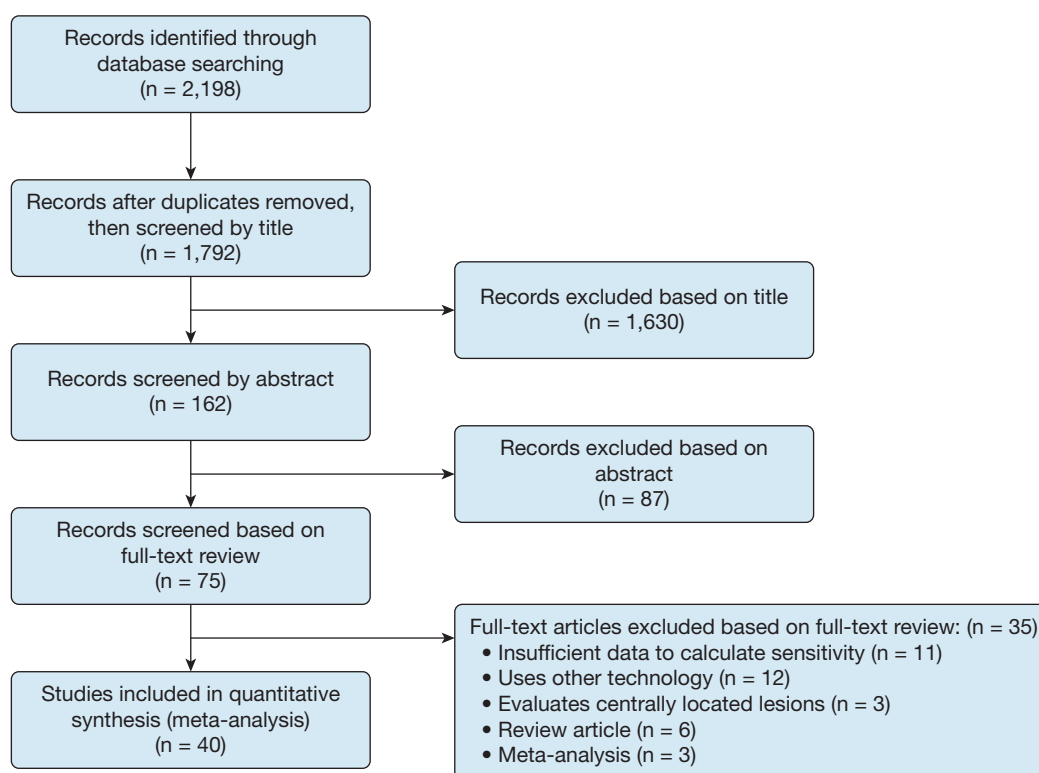 Records identified through
database searching
(n = 2,198)
Records after duplicates removed,
then screened by title
(n = 1,792)
Records excluded based on title
(n = 1,630)
Records screened by abstract
(n = 162)
Records excluded based on
abstract
(n = 87)
Records screened based on
full-text review
(n = 75)
Full-text articles excluded based on full-text review: (n = 35)
• Insufficient data to calculate sensitivity (n = 11)
• Uses other technology (n = 12)
• Evaluates centrally located lesions (n = 3)
• Review article (n = 6)
• Meta-analysis (n = 3)
Studies included in quantitative
synthesis (meta-analysis)
(n = 40)